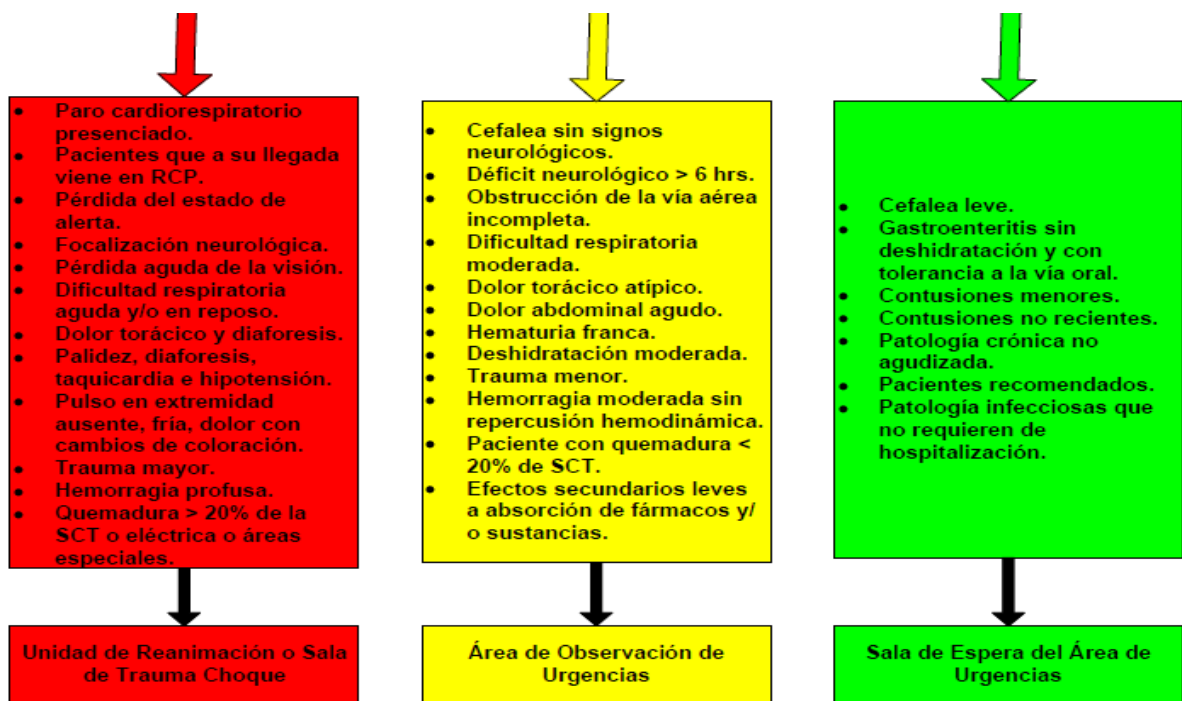 • Paro cardiorespiratorio
presenciado.
• Pacientes que a su llegada
viene en RCP.
• Pérdida del estado de
alerta.
• Focalización neurológica.
• Pérdida aguda de la visión.
• Dificultad respiratoria
aguda y/o en reposo.
• Dolor torácico y diaforesis.
• Palidez, diaforesis,
taquicardia e hipotensión.
• Pulso en extremidad
ausente, fría, dolor con
cambios de coloración.
• Trauma mayor.
• Hemorragia profusa.
• Quemadura > 20% de la
SCT o eléctrica o áreas
especiales.
Unidad de Reanimación o Sala
de Trauma Choque
• Cefalea sin signos
neurológicos.
• Déficit neurológico > 6 hrs.
• Obstrucción de la vía aérea
incompleta.
• Dificultad respiratoria
moderada.
• Dolor torácico atípico.
• Dolor abdominal agudo.
• Hematuria franca.
• Deshidratación moderada.
• Trauma menor.
• Hemorragia moderada sin
repercusión hemodinámica.
• Paciente con quemadura <
20% de SCT.
• Efectos secundarios leves
a absorción de fármacos y/
o sustancias.
Área de Observación de
Urgencias
• Cefalea leve.
• Gastroenteritis sin
deshidratación y con
tolerancia a la vía oral.
• Contusiones menores.
• Contusiones no recientes.
• Patología crónica no
agudizada.
• Pacientes recomendados.
• Patología infecciosas que
no requieren de
hospitalización.
Sala de Espera del Área de
Urgencias